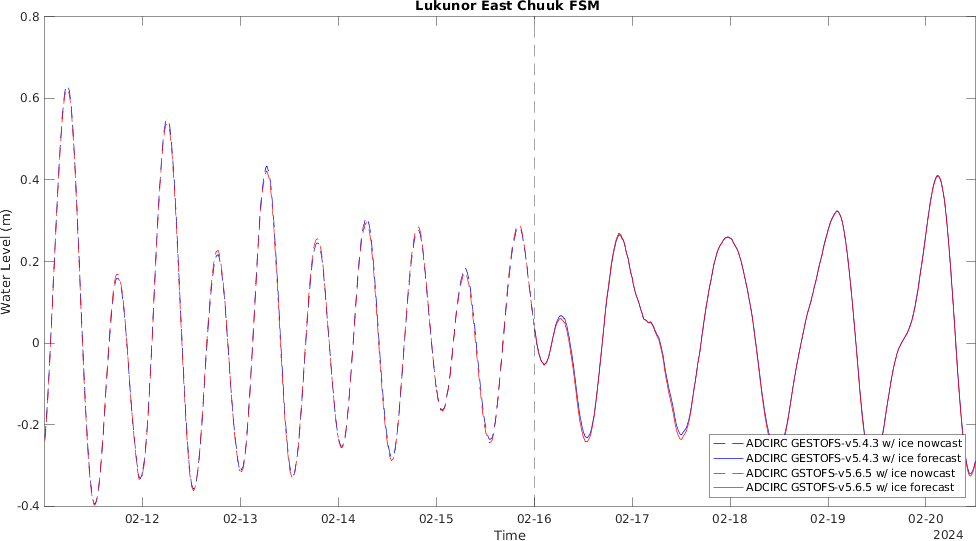 Lukunor East Chuuk FSM
0.8
0.6
0.4
0.2
0
-0.2
-0.4
Water Level (m)
ADCIRC GESTOFS-v5.4.3 w/ ice nowcast
ADCIRC GESTOFS-v5.4.3 w/ ice forecast
ADCIRC GSTOFS-v5.6.5 w/ ice nowcast
ADCIRC GSTOFS-v5.6.5 w/ ice forecast
02-12 02-13 02-14 02-15 02-16 02-17 02-18 02-19 02-20
Time 2024